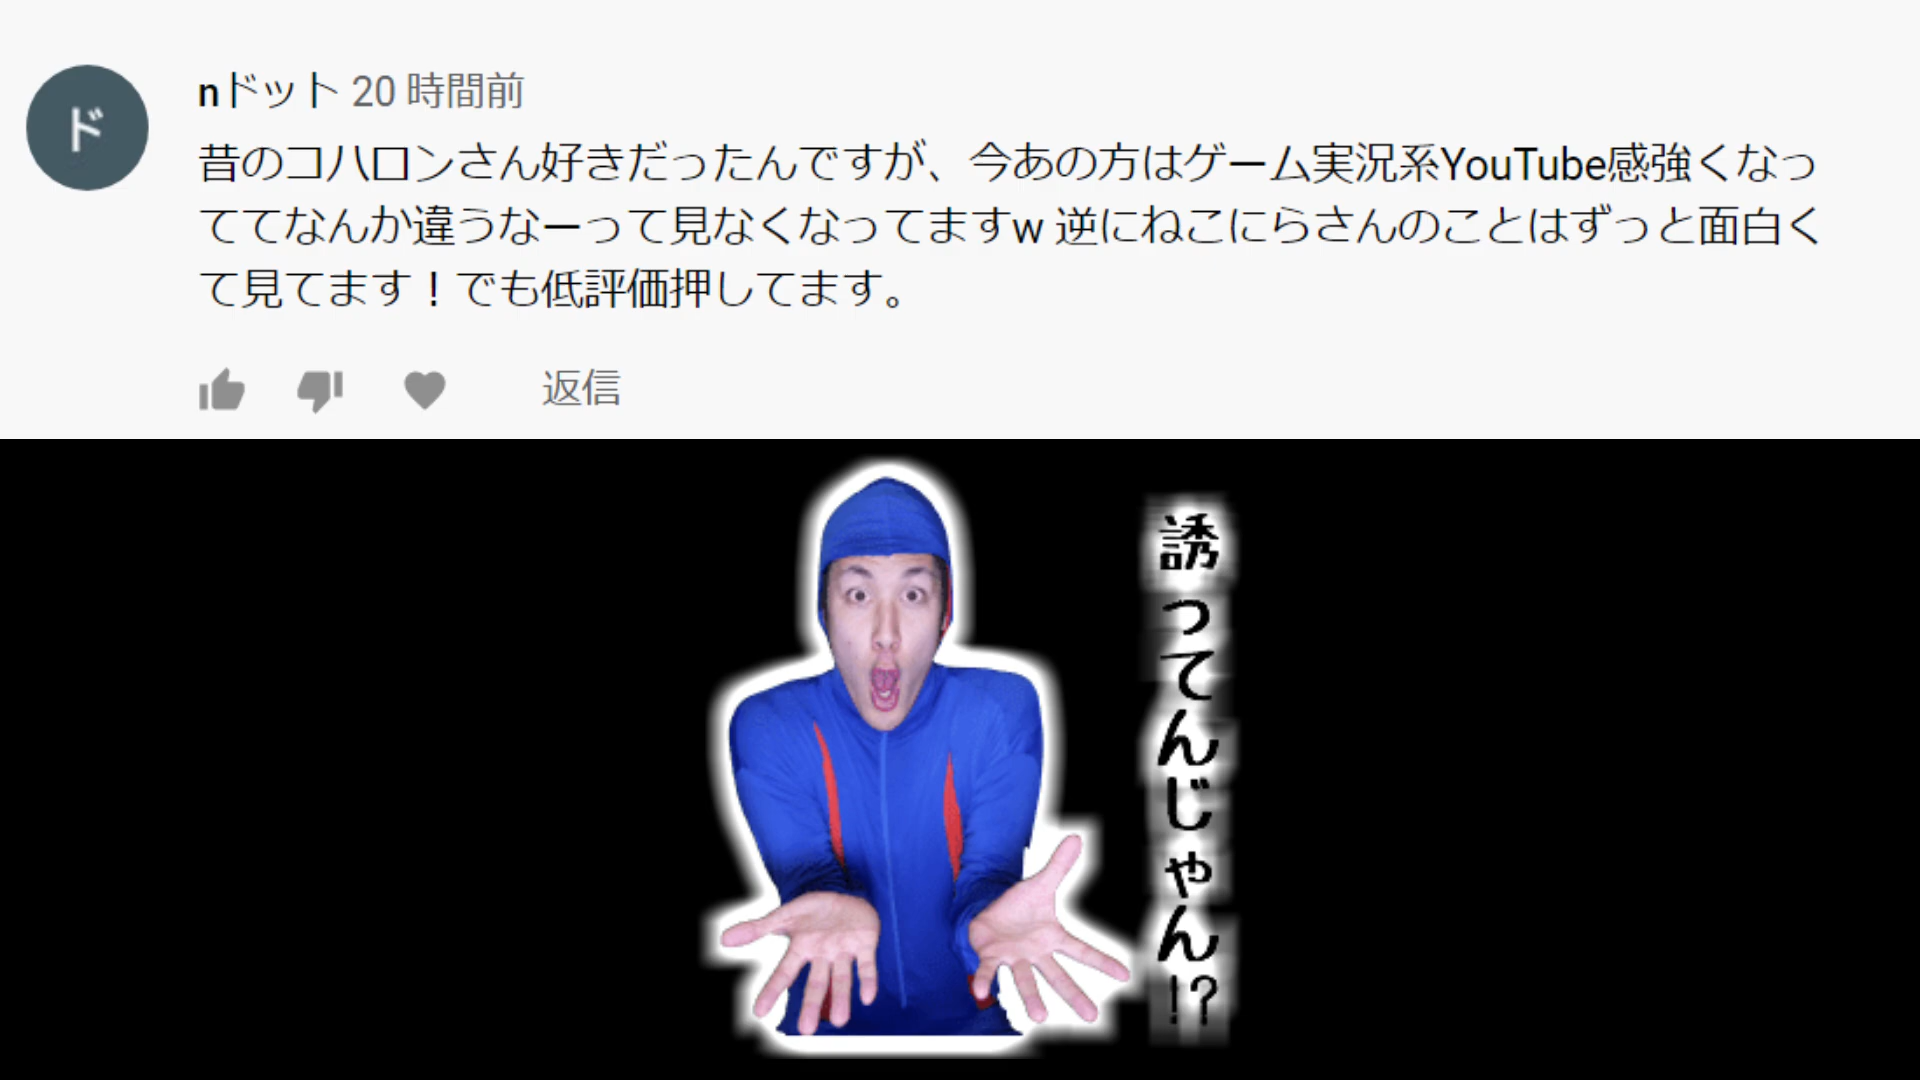 ド
nドット 20 時間前
昔のコハロンさん好きだったんですが、今あの方はゲーム実況系YouTube感強くなっ
ててなんか違うなーって見なくなってますw 逆にねこにらさんのことはずっと面白く
て見てます！でも低評価押してます。
返信
誘ってんじゃん!?